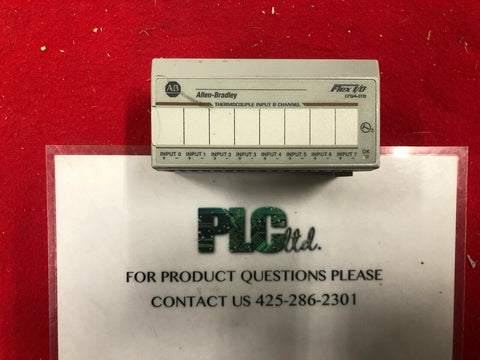 AB Allen-Bradley Flex I/O
1794-IT8
THERMOCOUPLE INPUT 8 CHANNEL
INPUT 0 INPUT 1 INPUT 2 INPUT 3 INPUT 4 INPUT 5 INPUT 6 INPUT 7 OK
PLC ltd.
FOR PRODUCT QUESTIONS PLEASE
CONTACT US 425-286-2301